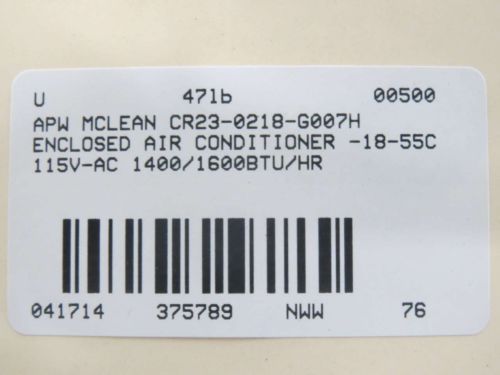 U 47lb 00500
APW MCLEAN CR23-0218-G007H
ENCLOSED AIR CONDITIONER -18-55C
115V-AC 1400/1600BTU/HR
041714 375789 NWW 76